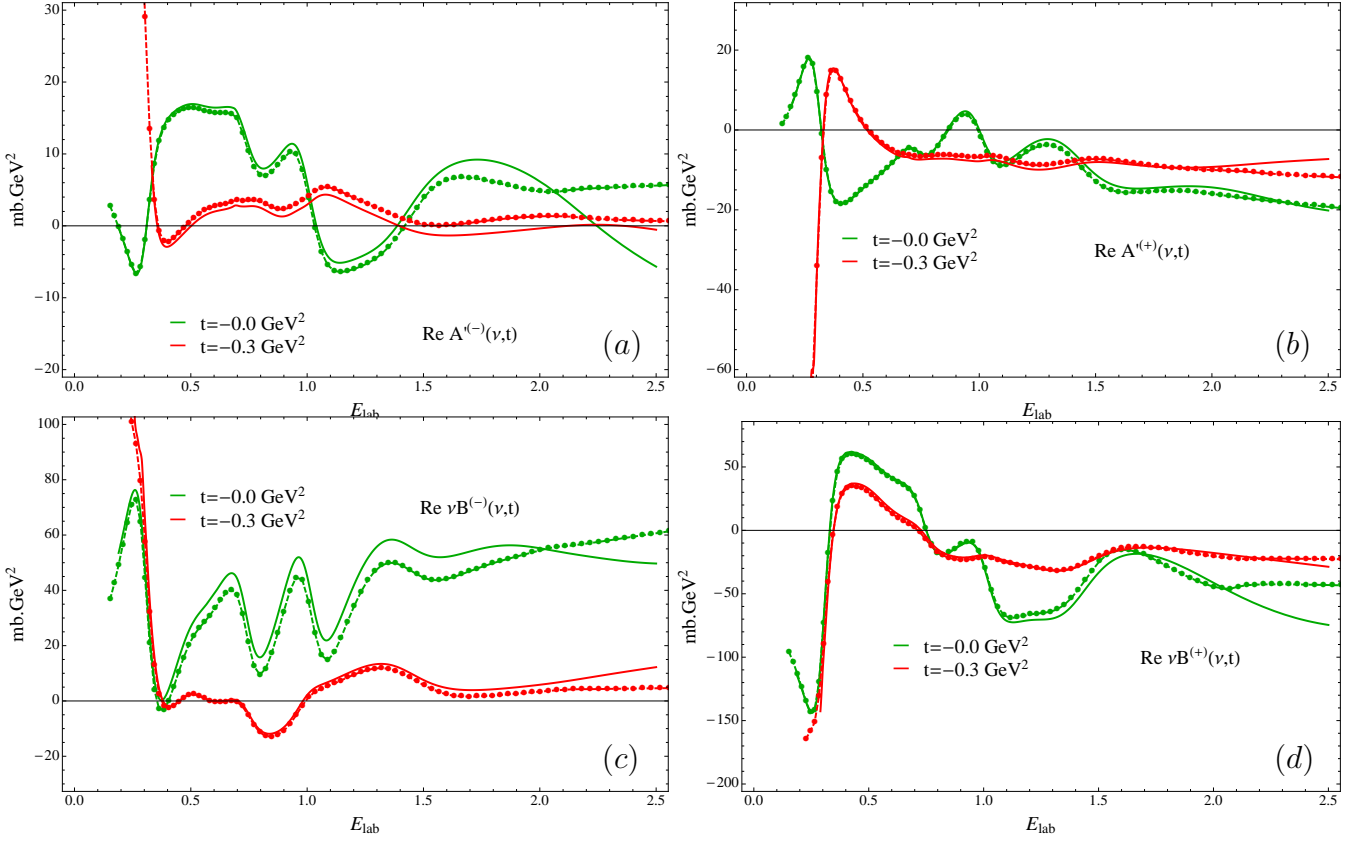 30
20
10
0
−10
−20
mb.GeV²
t=−0.0 GeV²
t=−0.3 GeV²
Re A′⁽⁻⁾(ν,t)
(a)
0.0 0.5 1.0 1.5 2.0 2.5
E_lab
20
0
−20
−40
−60
mb.GeV²
t=−0.0 GeV²
t=−0.3 GeV²
Re A′⁽⁺⁾(ν,t)
(b)
0.0 0.5 1.0 1.5 2.0 2.5
E_lab
100
80
60
40
20
0
−20
mb.GeV²
t=−0.0 GeV²
t=−0.3 GeV²
Re νB⁽⁻⁾(ν,t)
(c)
0.0 0.5 1.0 1.5 2.0 2.5
E_lab
50
0
−50
−100
−150
−200
mb.GeV²
t=−0.0 GeV²
t=−0.3 GeV²
Re νB⁽⁺⁾(ν,t)
(d)
0.0 0.5 1.0 1.5 2.0 2.5
E_lab